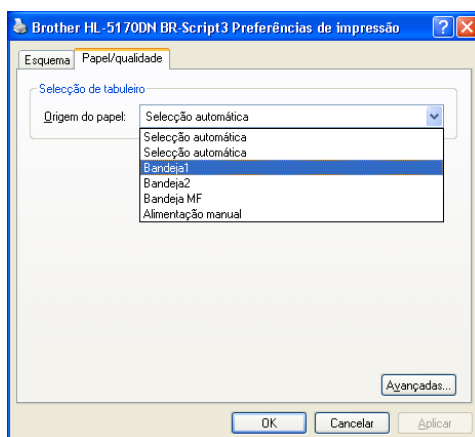 Brother HL-5170DN BR-Script3 Preferências de impressão
Esquema Papel/qualidade
Selecção de tabuleiro
Origem do papel: Selecção automática
Selecção automática
Selecção automática
Bandeja1
Bandeja2
Bandeja MF
Alimentação manual
Avançadas...
OK Cancelar Aplicar